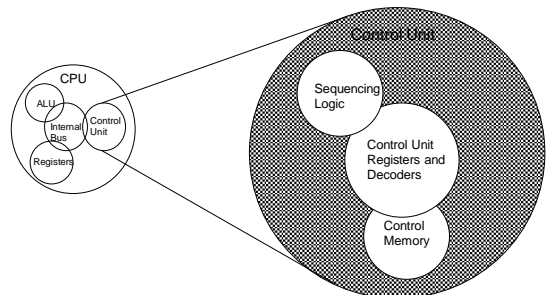 CPU
ALU
Internal
Bus
Control
Unit
Registers
Control Unit
Sequencing
Logic
Control Unit
Registers and
Decoders
Control
Memory